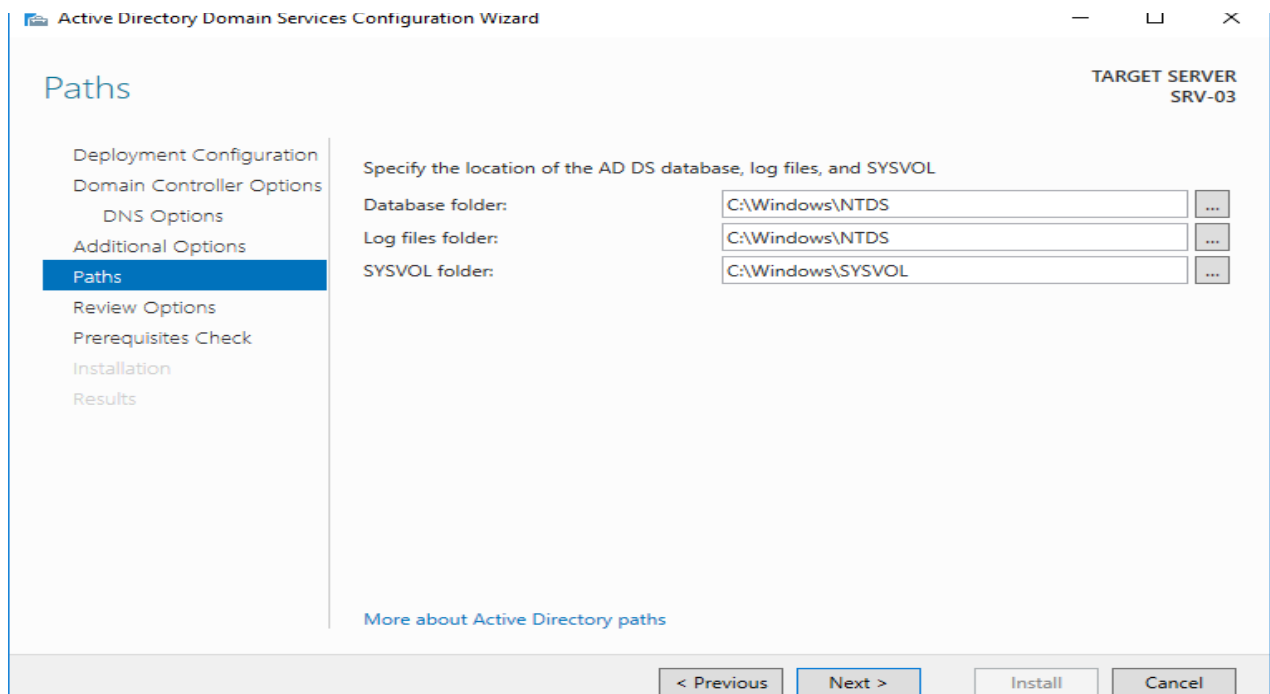 Active Directory Domain Services Configuration Wizard
Paths
TARGET SERVER
SRV-03
Deployment Configuration
Domain Controller Options
DNS Options
Additional Options
Paths
Review Options
Prerequisites Check
Installation
Results
Specify the location of the AD DS database, log files, and SYSVOL
Database folder: C:\Windows\NTDS ...
Log files folder: C:\Windows\NTDS ...
SYSVOL folder: C:\Windows\SYSVOL ...
More about Active Directory paths
< Previous Next > Install Cancel